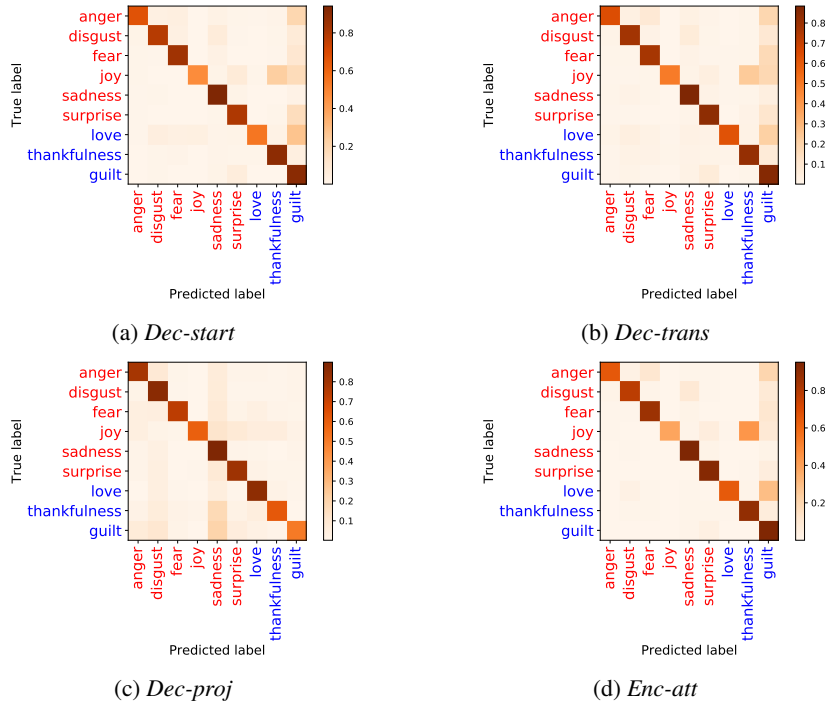 anger
disgust
fear
joy
sadness
surprise
love
thankfulness
guilt
True label
anger
disgust
fear
joy
sadness
surprise
love
thankfulness
guilt
Predicted label
0.8
0.6
0.4
0.2
(a) Dec-start
anger
disgust
fear
joy
sadness
surprise
love
thankfulness
guilt
True label
anger
disgust
fear
joy
sadness
surprise
love
thankfulness
guilt
Predicted label
0.8
0.7
0.6
0.5
0.4
0.3
0.2
0.1
(b) Dec-trans
anger
disgust
fear
joy
sadness
surprise
love
thankfulness
guilt
True label
anger
disgust
fear
joy
sadness
surprise
love
thankfulness
guilt
Predicted label
0.8
0.7
0.6
0.5
0.4
0.3
0.2
0.1
(c) Dec-proj
anger
disgust
fear
joy
sadness
surprise
love
thankfulness
guilt
True label
anger
disgust
fear
joy
sadness
surprise
love
thankfulness
guilt
Predicted label
0.8
0.6
0.4
0.2
(d) Enc-att